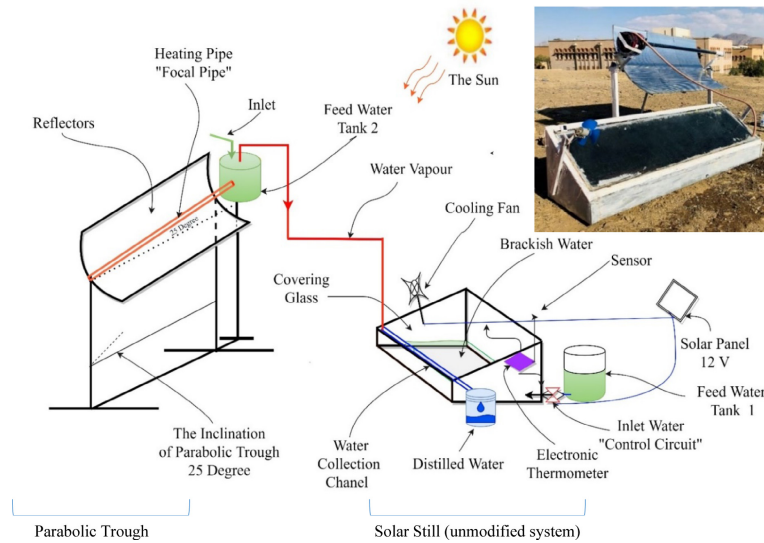 Heating Pipe
"Focal Pipe"
The Sun
Inlet
Feed Water
Tank 2
Reflectors
Water Vapour
25 Degree
Cooling Fan
Brackish Water
Sensor
Covering
Glass
Solar Panel
12 V
Feed Water
Tank 1
The Inclination
of Parabolic Trough
25 Degree
Water
Collection
Chanel
Distilled Water
Electronic
Thermometer
Inlet Water
"Control Circuit"
Parabolic Trough
Solar Still (unmodified system)